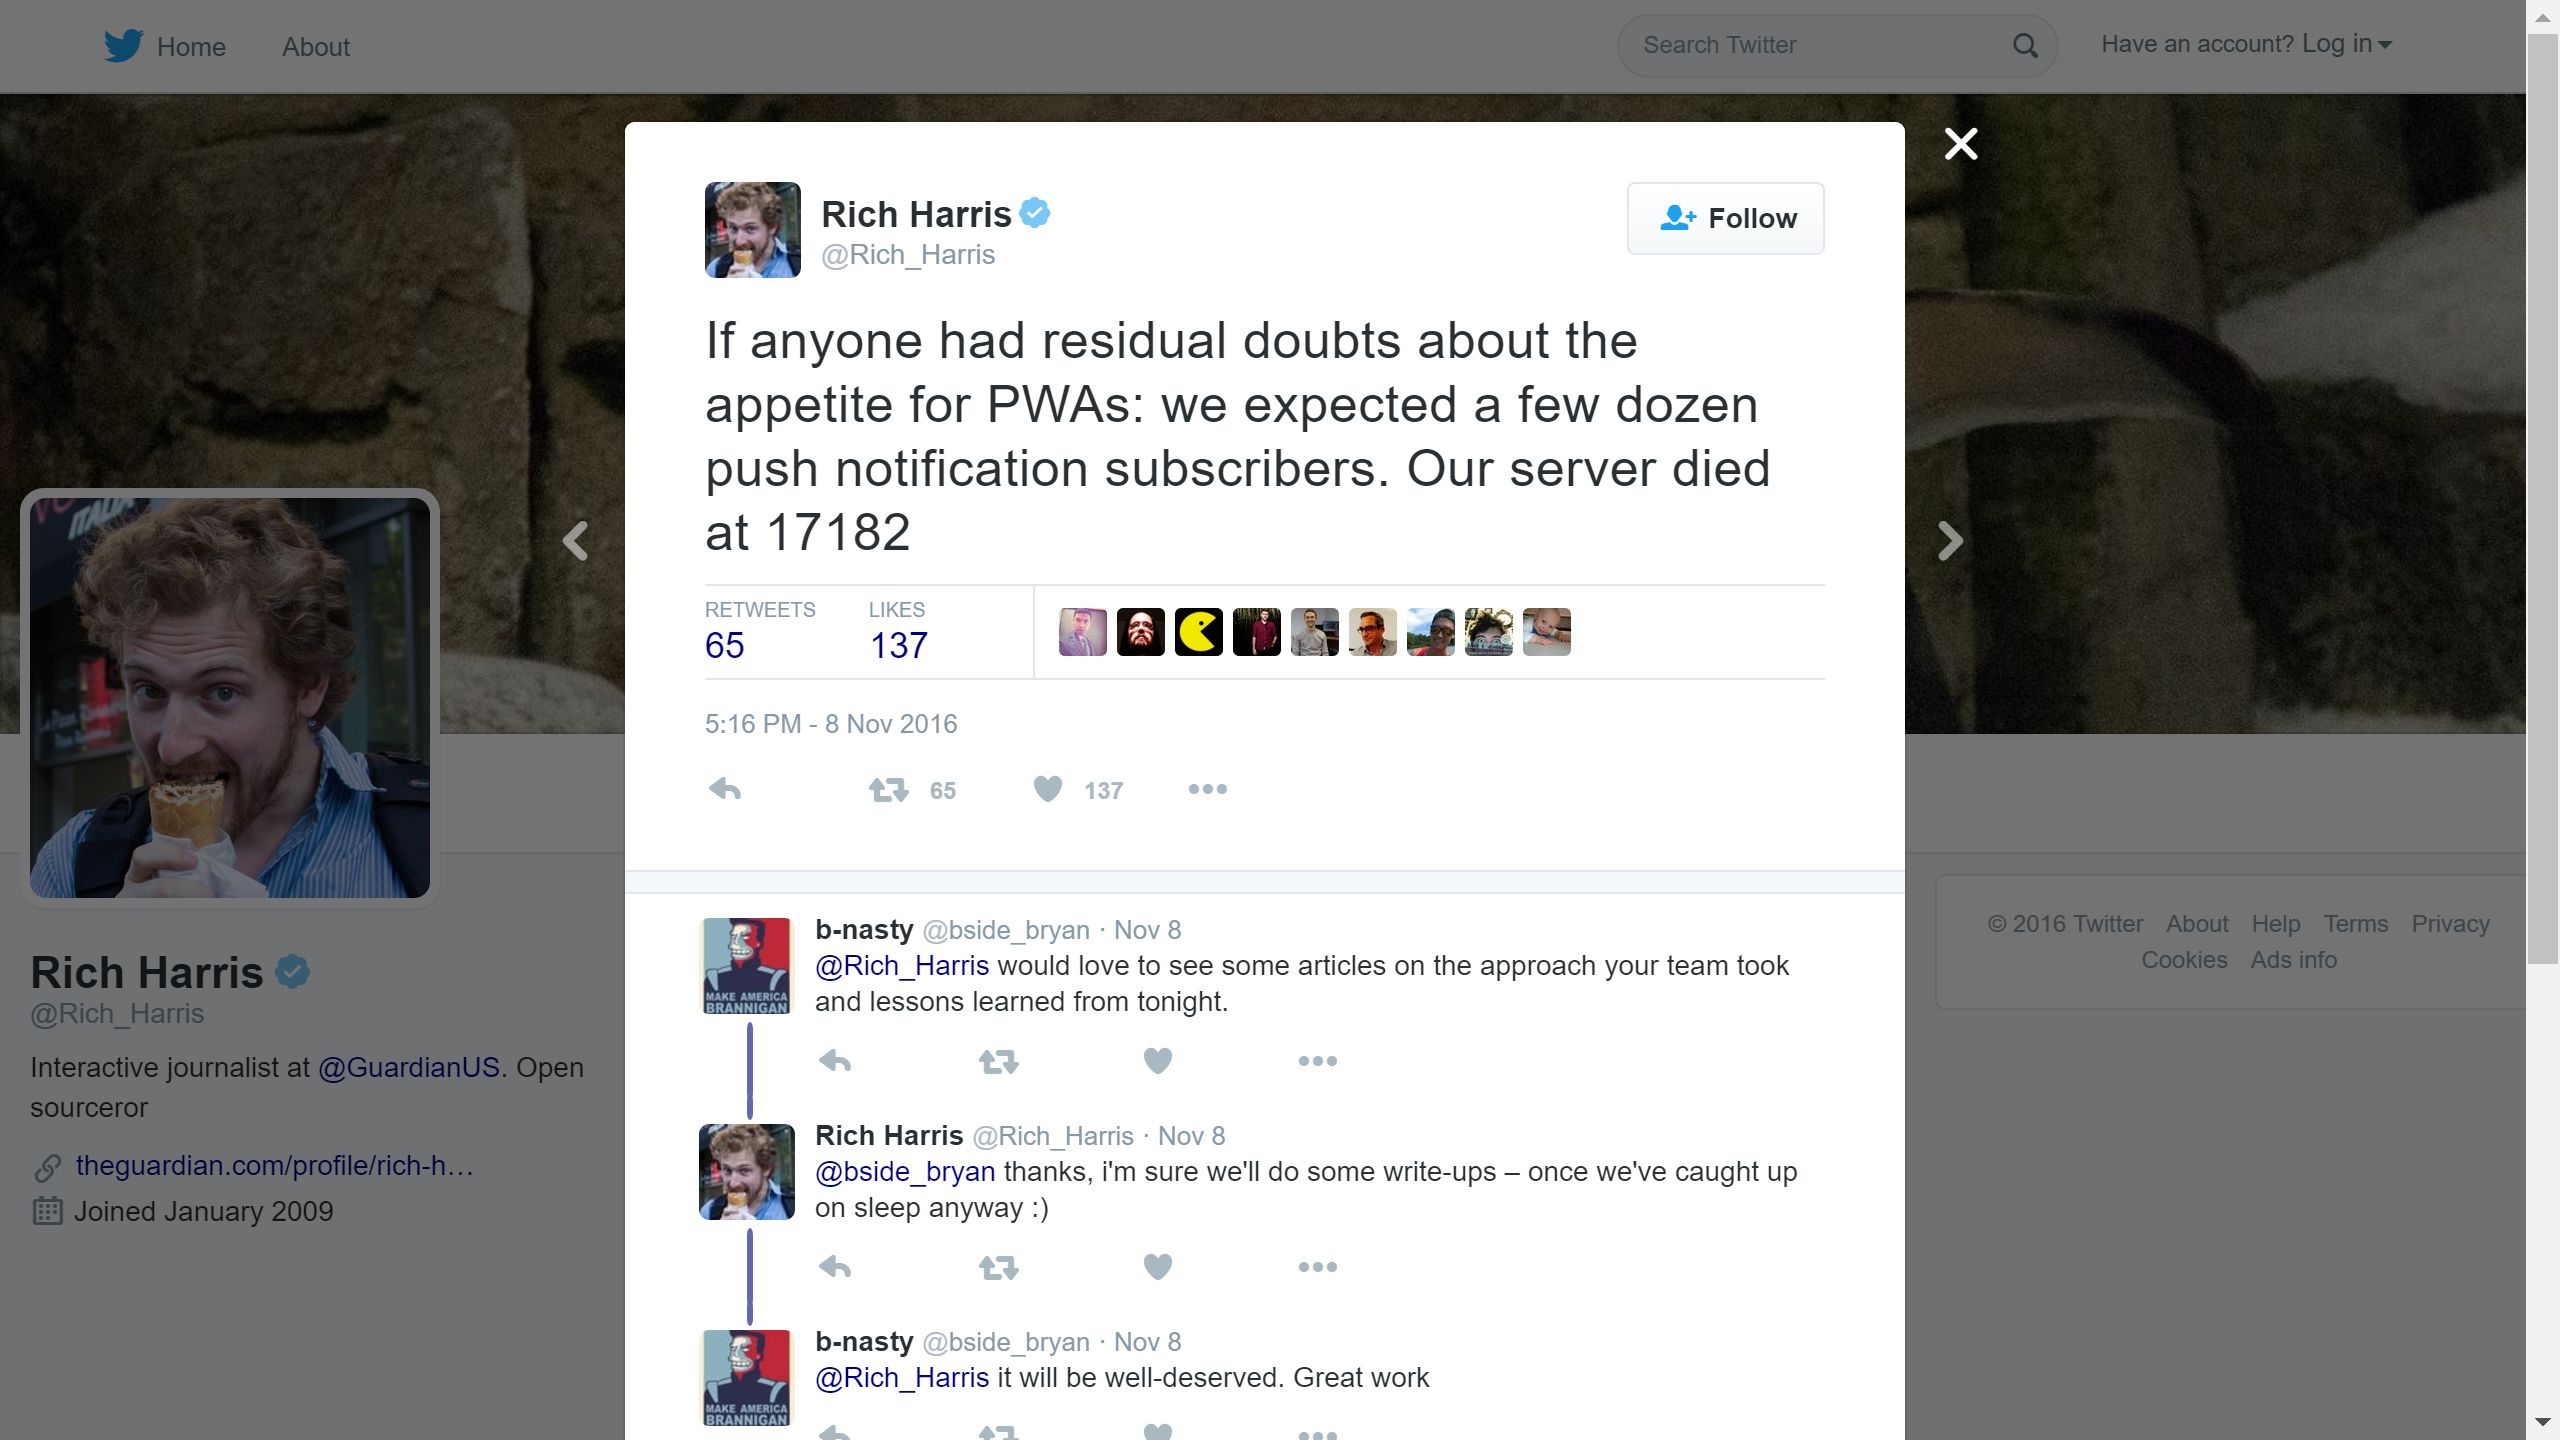 Home About
Search Twitter
Have an account? Log in
Rich Harris
@Rich_Harris
Follow
If anyone had residual doubts about the
appetite for PWAs: we expected a few dozen
push notification subscribers. Our server died
at 17182
RETWEETS LIKES
65 137
5:16 PM - 8 Nov 2016
65 137
b-nasty @bside_bryan · Nov 8
@Rich_Harris would love to see some articles on the approach your team took
and lessons learned from tonight.
MAKE AMERICA
BRANNIGAN
Rich Harris @Rich_Harris · Nov 8
@bside_bryan thanks, i'm sure we'll do some write-ups – once we've caught up
on sleep anyway :)
b-nasty @bside_bryan · Nov 8
@Rich_Harris it will be well-deserved. Great work
MAKE AMERICA
BRANNIGAN
Rich Harris
@Rich_Harris
Interactive journalist at @GuardianUS. Open
sourceror
theguardian.com/profile/rich-h…
Joined January 2009
© 2016 Twitter About Help Terms Privacy
Cookies Ads info